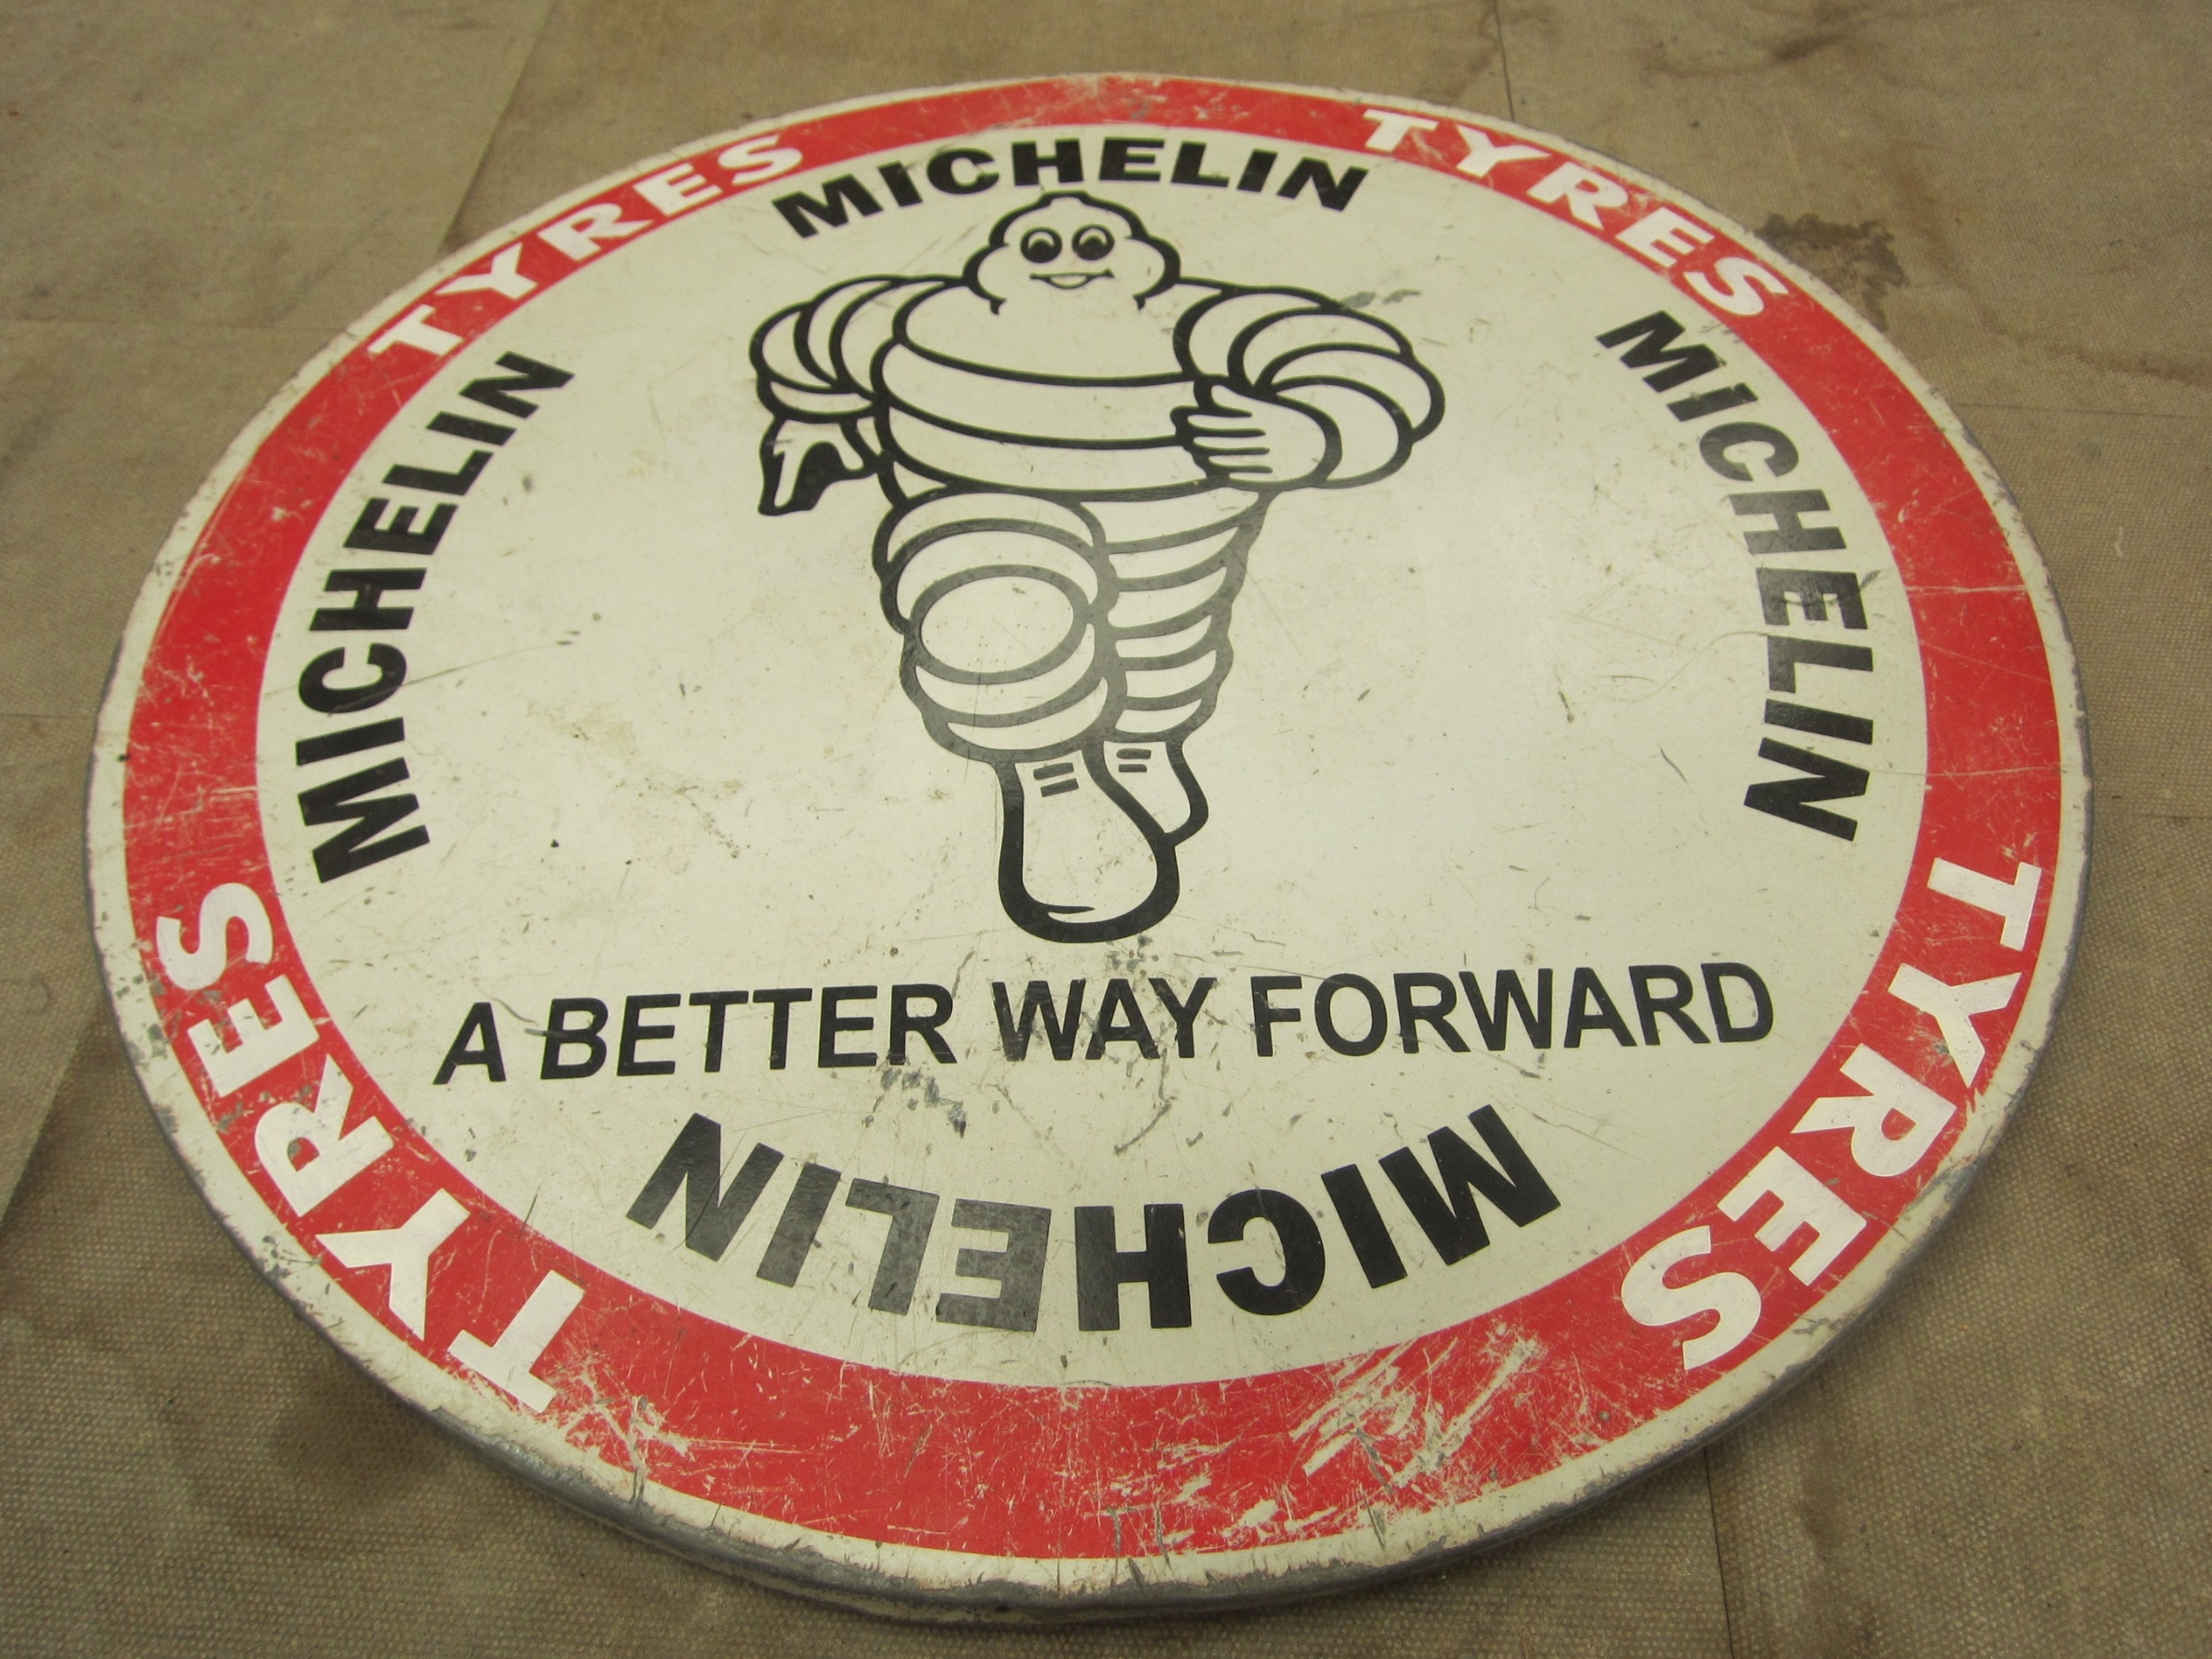 TYRES
TYRES
MICHELIN
MICHELIN
MICHELIN
A BETTER WAY FORWARD
MICHELIN
TYRES
TYRES